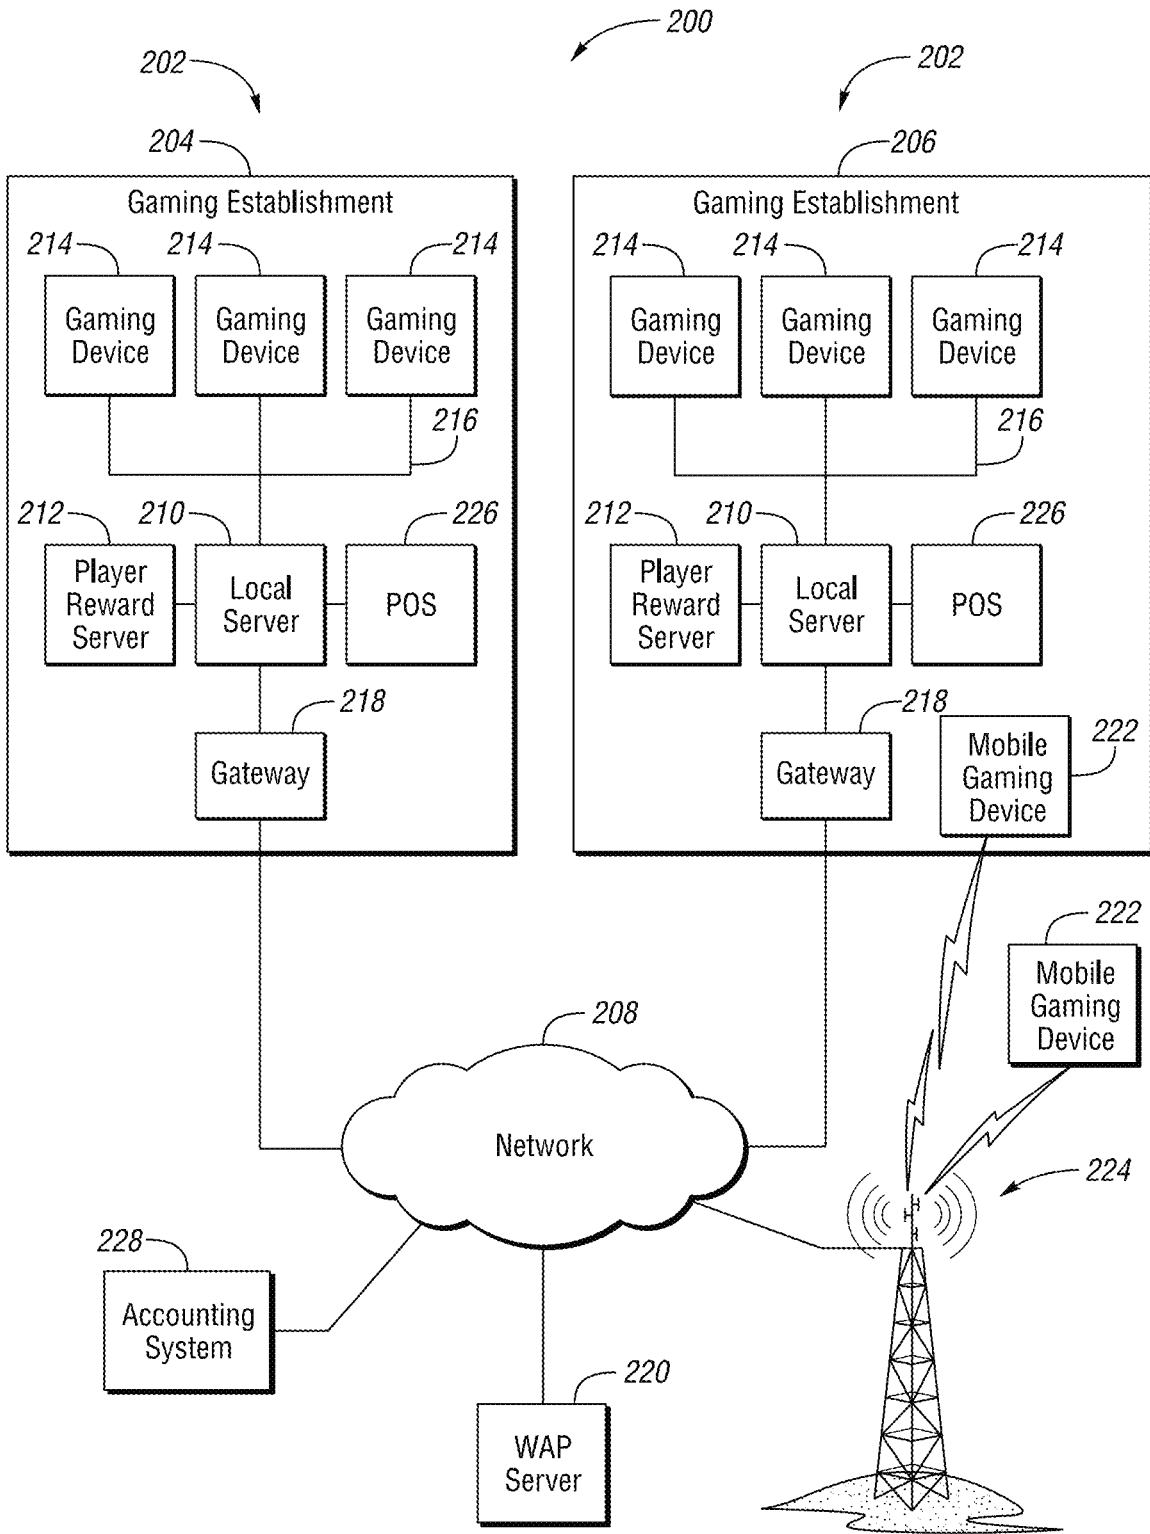 200
202
202
204
206
Gaming Establishment
214
214
214
Gaming
Device
Gaming
Device
Gaming
Device
216
212
210
226
Player
Reward
Server
Local
Server
POS
218
Gateway
Gaming Establishment
214
214
214
Gaming
Device
Gaming
Device
Gaming
Device
216
212
210
226
Player
Reward
Server
Local
Server
POS
218
Gateway
Mobile
Gaming
Device
222
222
Mobile
Gaming
Device
208
Network
224
228
Accounting
System
220
WAP
Server